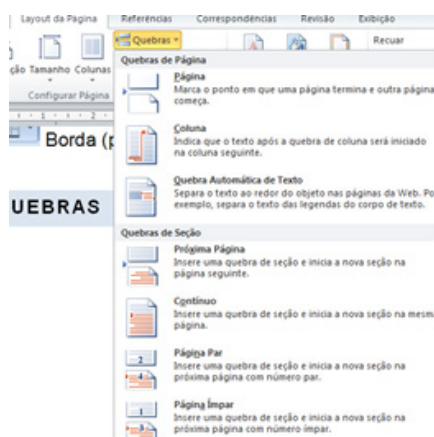 Layout da Página Referências Correspondências Revisão Exibição
Quebras Recuar
ção Tamanho Colunas
Configurar Página
Quebras de Página
Página
Marca o ponto em que uma página termina e outra página
começa.
Borda (p
Coluna
Indica que o texto após a quebra de coluna será iniciado
na coluna seguinte.
Quebra Automática de Texto
Separa o texto ao redor do objeto nas páginas da Web. Po
exemplo, separa o texto das legendas do corpo de texto.
UEBRAS
Quebras de Seção
Próxima Página
Insere uma quebra de seção e inicia a nova seção na
página seguinte.
Contínuo
Insere uma quebra de seção e inicia a nova seção na mesm
página.
Página Par
Insere uma quebra de seção e inicia a nova seção na
próxima página com número par.
Página Ímpar
Insere uma quebra de seção e inicia a nova seção na
próxima página com número ímpar.